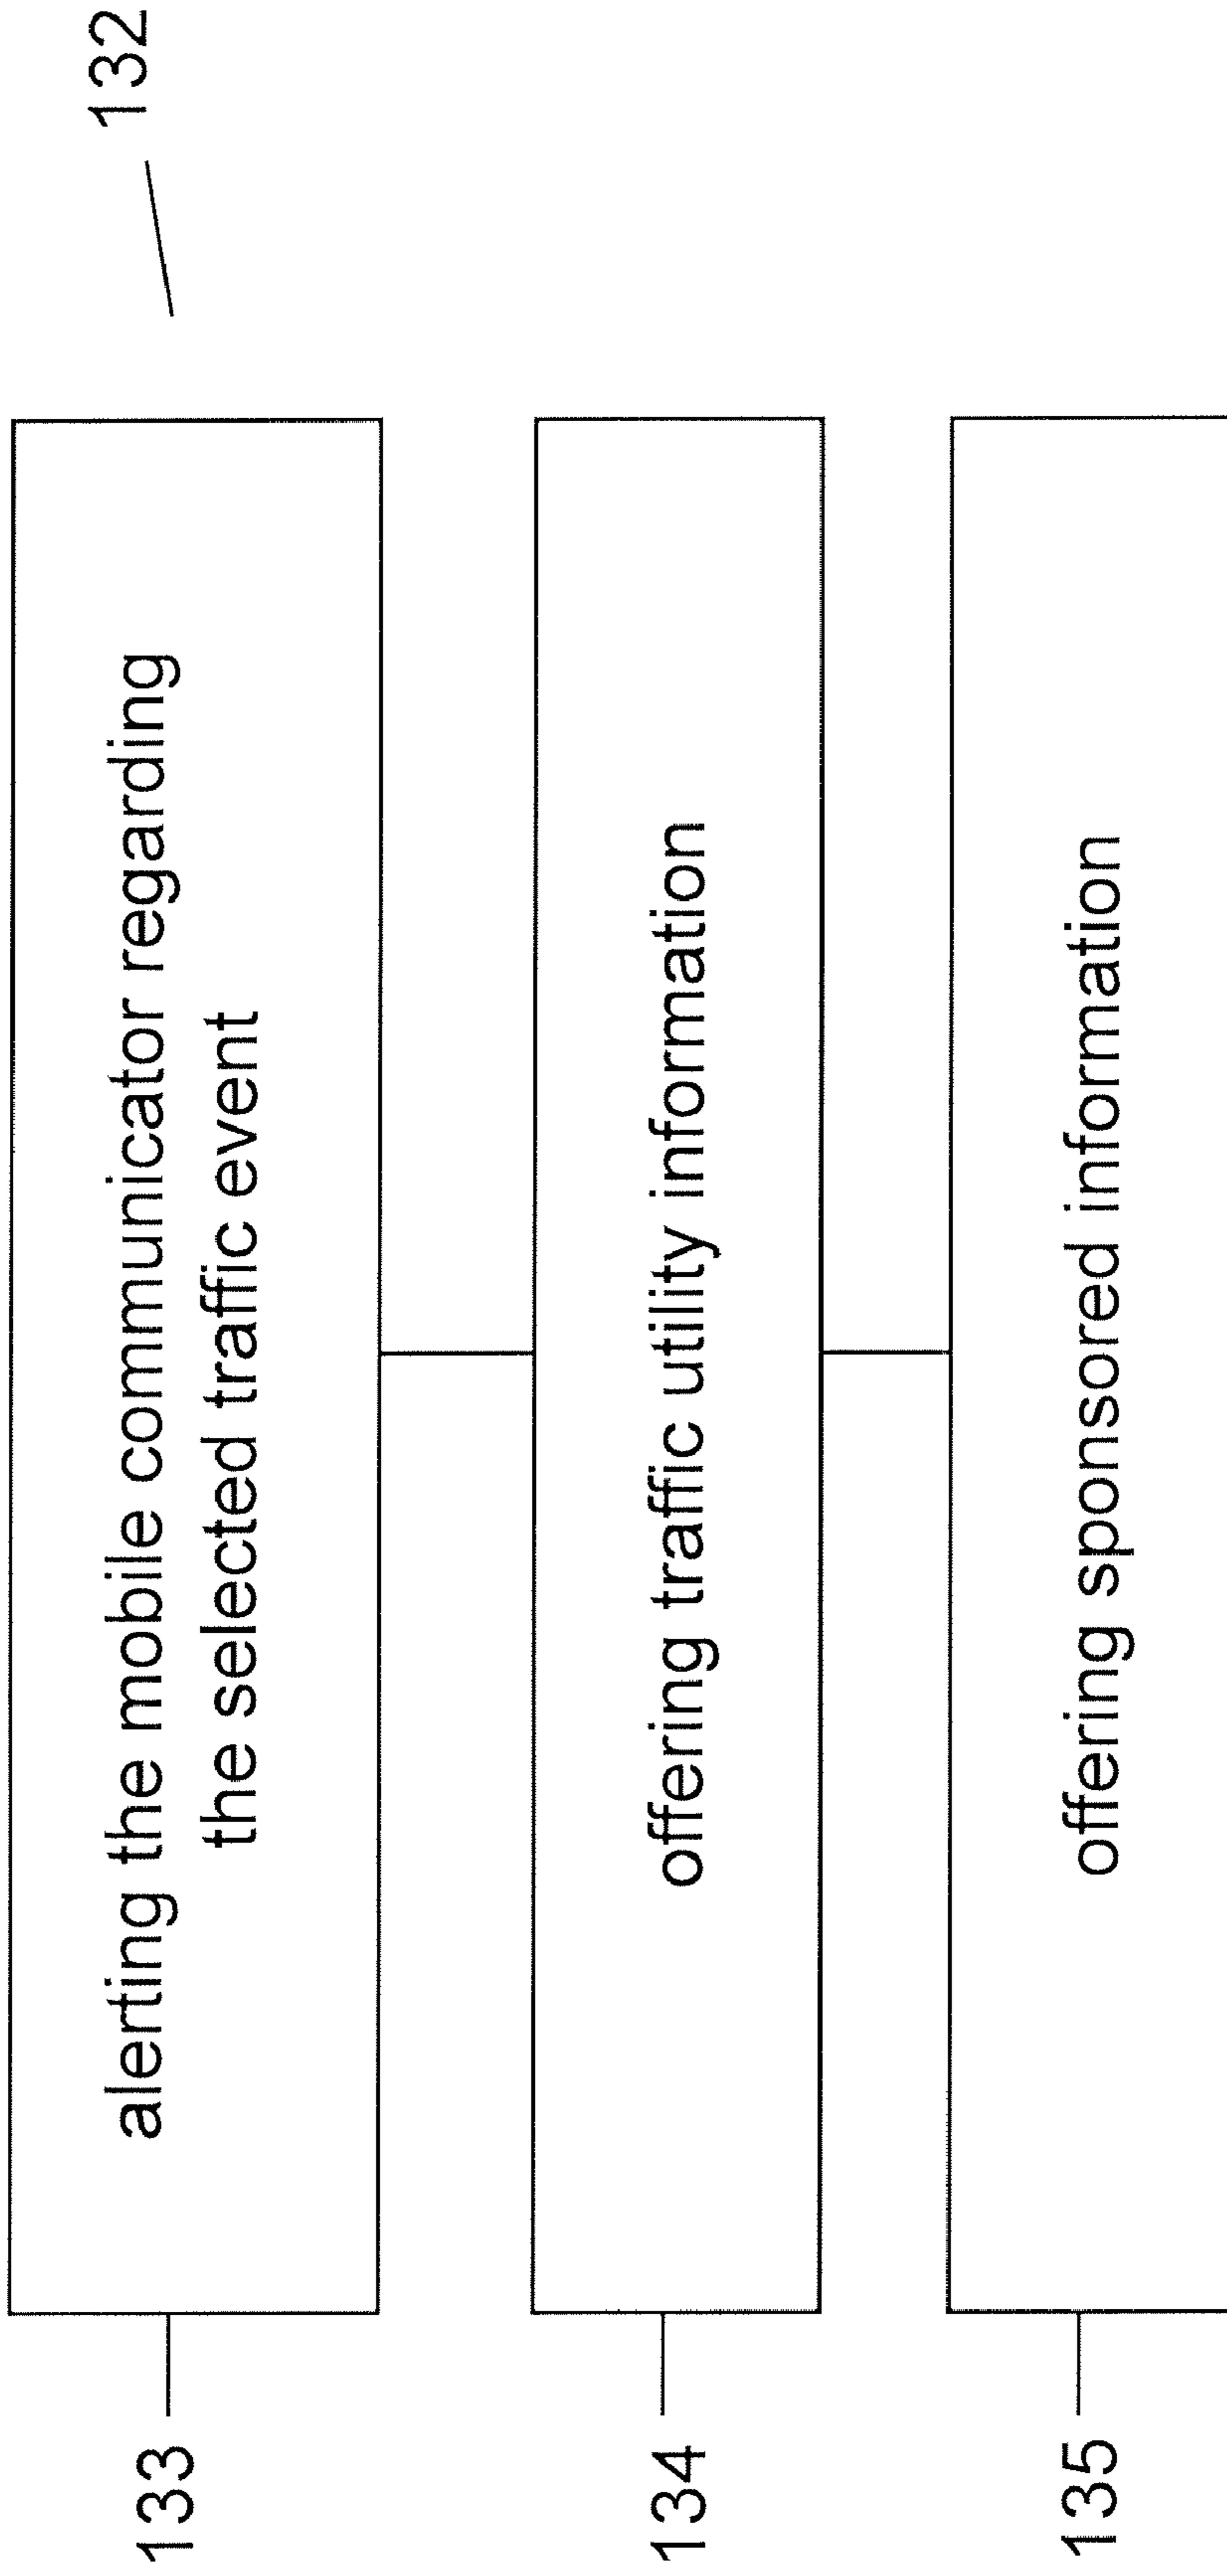 132
133
alerting the mobile communicator regarding
the selected traffic event
134
offering traffic utility information
135
offering sponsored information